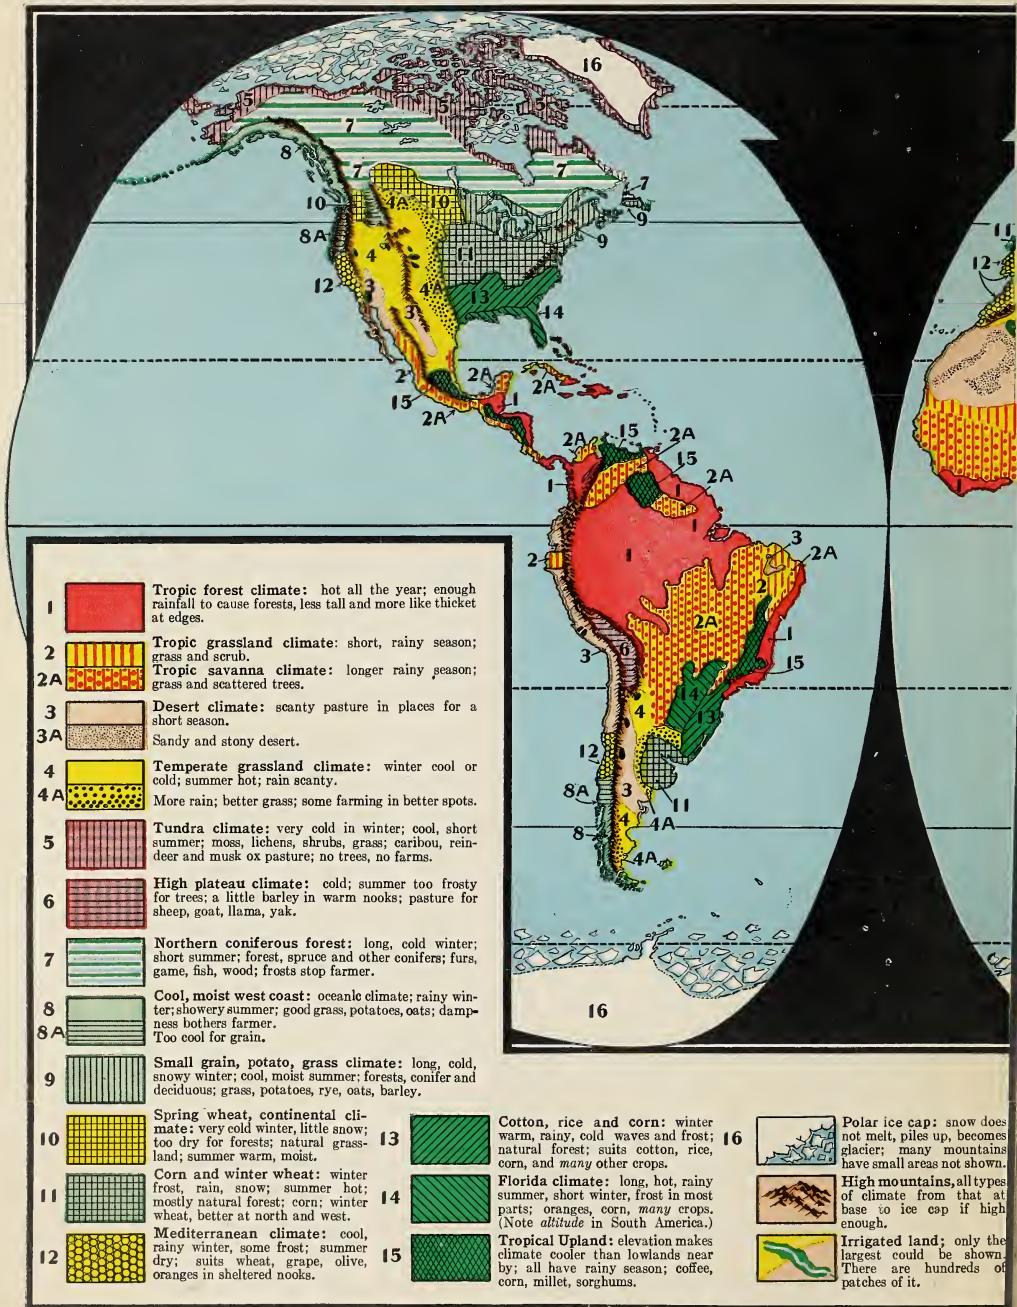 16
5
5
5
7
8
7
7
7
10
4A
10
9
8A
9
11
11
4
12
12
3
4A
13
3
14
2
2A
2A
15
1
2A
15
2A
2A
15
1
2A
1
1
1
1
2
3
2A
2
2A
1
6
3
15
14
4
13
12
8A
3
11
4A
4
8
4A
16
1
Tropic forest climate: hot all the year; enough
rainfall to cause forests, less tall and more like thicket
at edges.
2
Tropic grassland climate: short, rainy season;
grass and scrub.
2A
Tropic savanna climate: longer rainy season;
grass and scattered trees.
3
Desert climate: scanty pasture in places for a
short season.
3A
Sandy and stony desert.
4
Temperate grassland climate: winter cool or
cold; summer hot; rain scanty.
4A
More rain; better grass; some farming in better spots.
5
Tundra climate: very cold in winter; cool, short
summer; moss, lichens, shrubs, grass; caribou, rein-
deer and musk ox pasture; no trees, no farms.
6
High plateau climate: cold; summer too frosty
for trees; a little barley in warm nooks; pasture for
sheep, goat, llama, yak.
7
Northern coniferous forest: long, cold winter;
short summer; forest, spruce and other conifers; furs,
game, fish, wood; frosts stop farmer.
8
Cool, moist west coast: oceanic climate; rainy win-
ter; showery summer; good grass, potatoes, oats; damp-
ness bothers farmer.
8A
Too cool for grain.
9
Small grain, potato, grass climate: long, cold,
snowy winter; cool, moist summer; forests, conifer and
deciduous; grass, potatoes, rye, oats, barley.
10
Spring wheat, continental cli-
mate: very cold winter, little snow;
too dry for forests; natural grass-
land; summer warm, moist.
11
Corn and winter wheat: winter
frost, rain, snow; summer hot;
mostly natural forest; corn; winter
wheat, better at north and west.
12
Mediterranean climate: cool,
rainy winter, some frost; summer
dry; suits wheat, grape, olive,
oranges in sheltered nooks.
13
Cotton, rice and corn: winter
warm, rainy, cold waves and frost;
natural forest; suits cotton, rice,
corn, and many other crops.
14
Florida climate: long, hot, rainy
summer, short winter, frost in most
parts; oranges, corn, many crops.
(Note altitude in South America.)
15
Tropical Upland: elevation makes
climate cooler than lowlands near
by; all have rainy season; coffee,
corn, millet, sorghums.
16
Polar ice cap: snow does
not melt, piles up, becomes
glacier; many mountains
have small areas not shown.
High mountains, all types
of climate from that at
base to ice cap if high
enough.
Irrigated land; only the
largest could be shown.
There are hundreds of
patches of it.